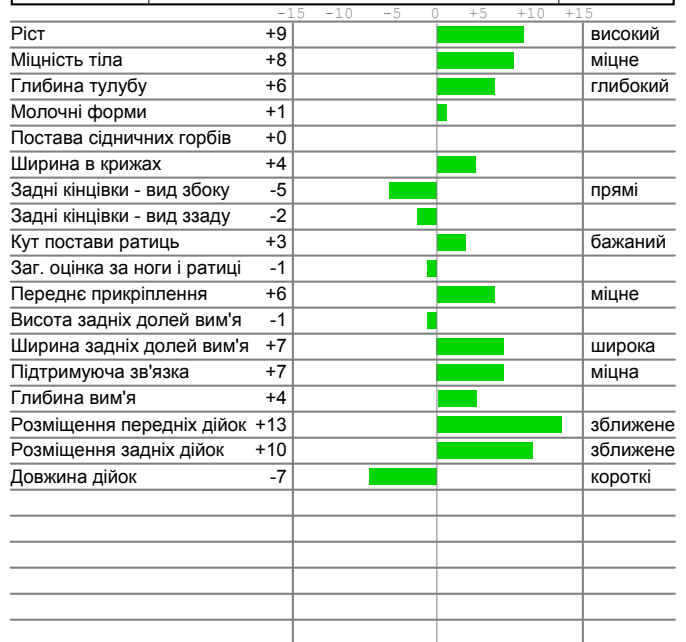 -15 -10 -5 0 +5 +10 +15
Ріст +9 високий
Міцність тіла +8 міцне
Глибина тулубу +6 глибокий
Молочні форми +1
Постава сідничних горбів +0
Ширина в крижах +4
Задні кінцівки - вид збоку -5 прямі
Задні кінцівки - вид ззаду -2
Кут постави ратиць +3 бажаний
Заг. оцінка за ноги і ратиці -1
Переднє прикріплення +6 міцне
Висота задніх долей вим'я -1
Ширина задніх долей вим'я +7 широка
Підтримуюча зв'язка +7 міцна
Глибина вим'я +4
Розміщення передніх дійок +13 зближене
Розміщення задніх дійок +10 зближене
Довжина дійок -7 короткі